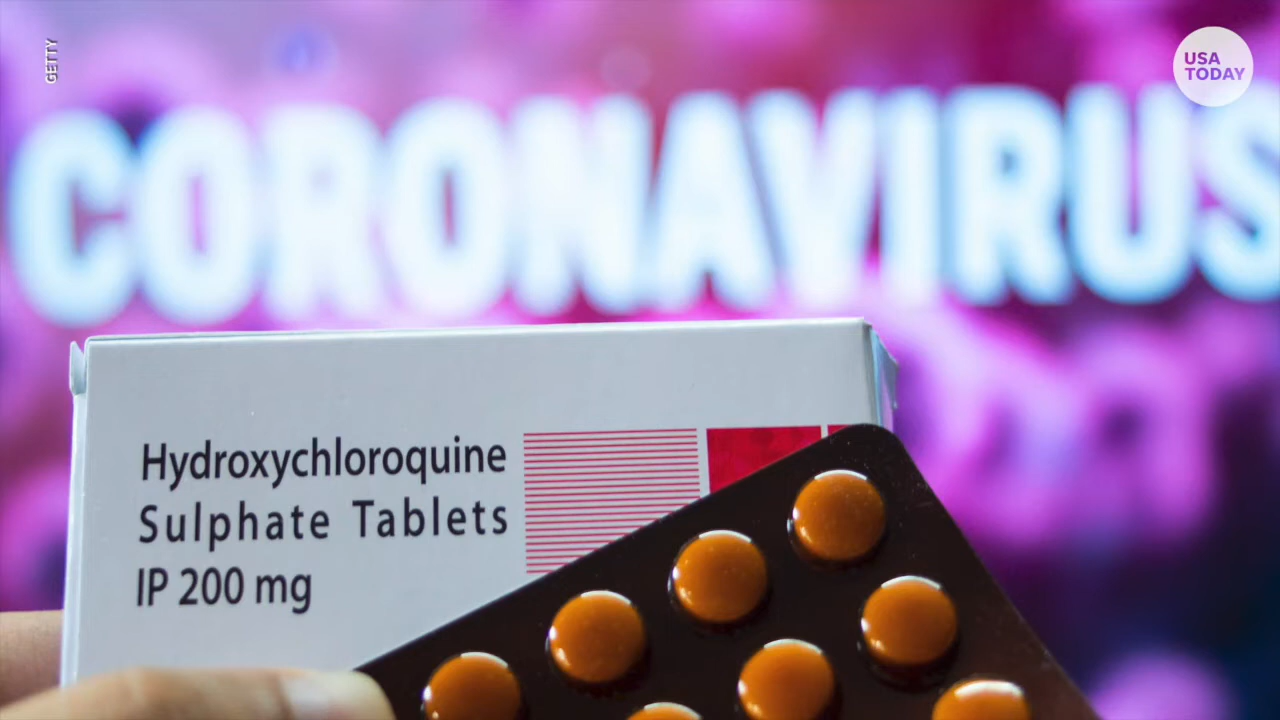 GETTY
USA
TODAY
CORONAVIRUS
Hydroxychloroquine
Sulphate Tablets
IP 200 mg